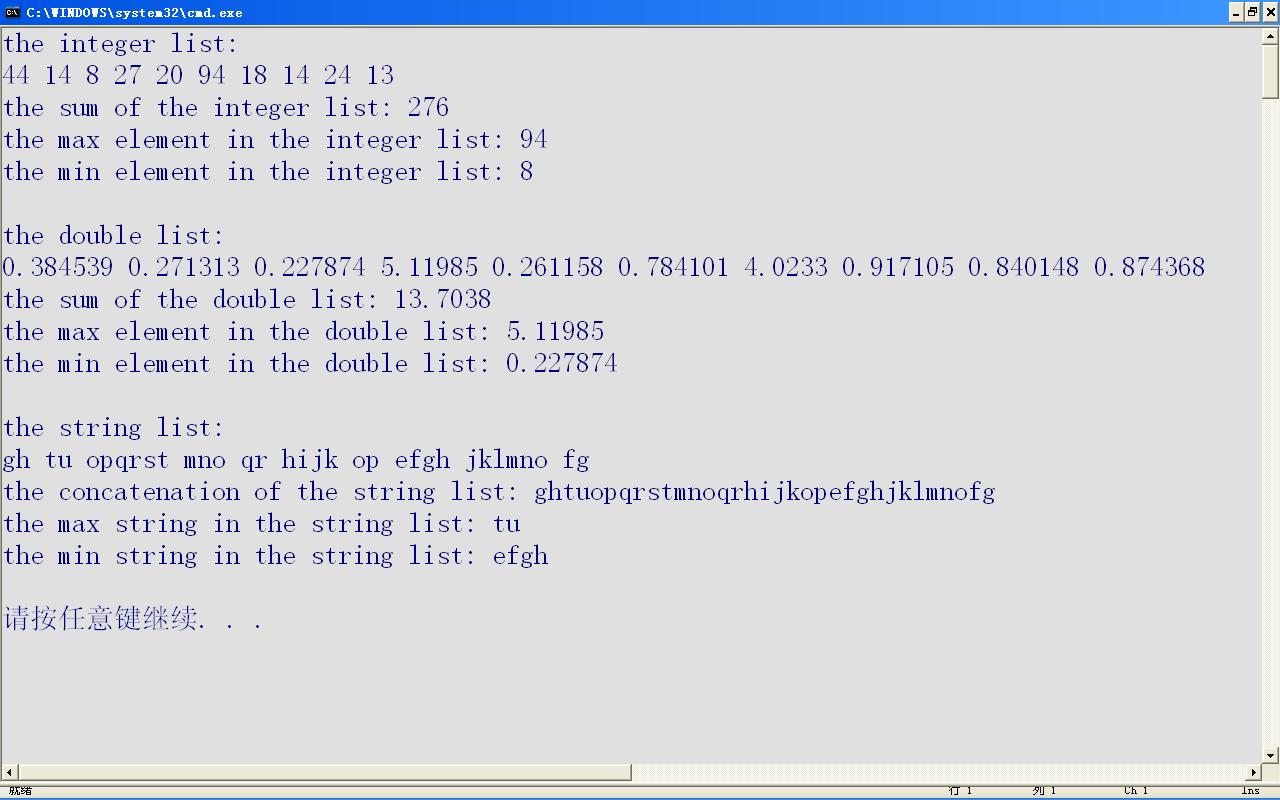 C:\WINDOWS\system32\cmd.exe
the integer list:
44 14 8 27 20 94 18 14 24 13
the sum of the integer list: 276
the max element in the integer list: 94
the min element in the integer list: 8
the double list:
0.384539 0.271313 0.227874 5.11985 0.261158 0.784101 4.0233 0.917105 0.840148 0.874368
the sum of the double list: 13.7038
the max element in the double list: 5.11985
the min element in the double list: 0.227874
the string list:
gh tu opqrst mno qr hijk op efgh jklmno fg
the concatenation of the string list: ghtuopqrstmnoqrhijkopefghjklmnofg
the max string in the string list: tu
the min string in the string list: efgh
请按任意键继续. . .
就绪 行 1 列 1 Ch 1 Ins